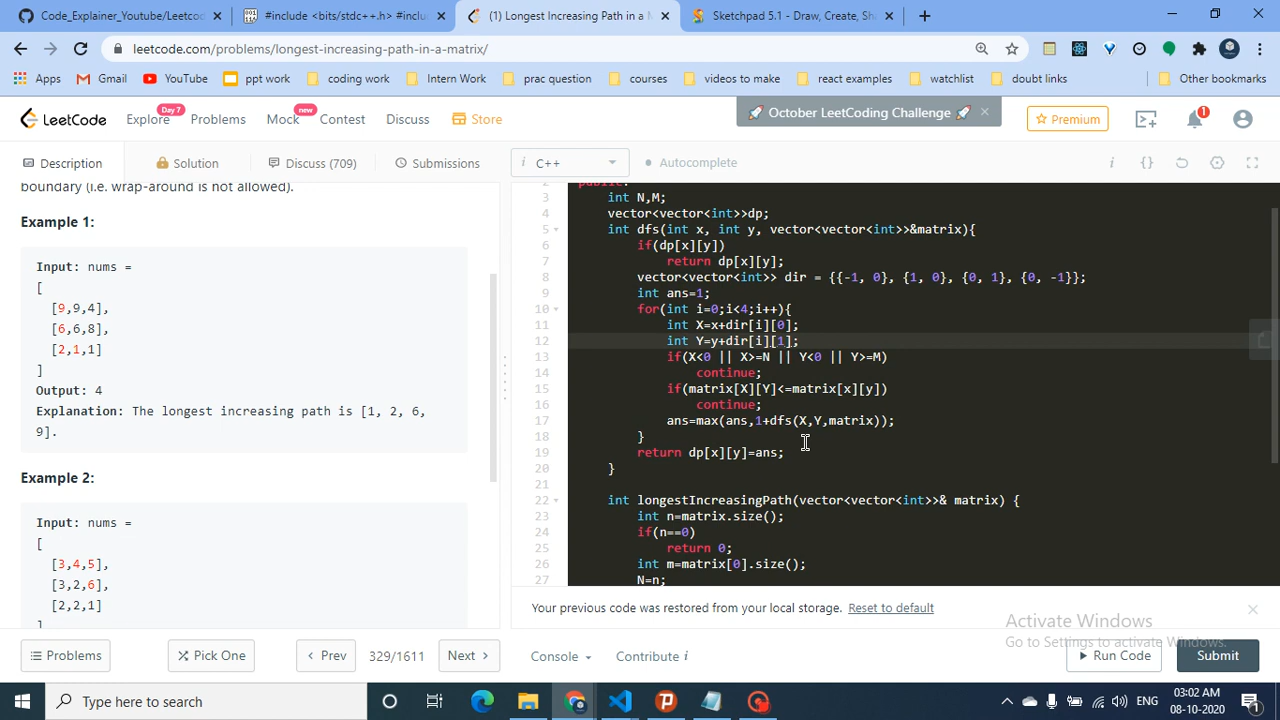 Code_Explainer_Youtube/Leetcod
#include <bits/stdc++.h> #includ
(1) Longest Increasing Path in a M
Sketchpad 5.1 - Draw, Create, Sh
leetcode.com/problems/longest-increasing-path-in-a-matrix/
Apps
Gmail
YouTube
ppt work
coding work
Intern Work
prac question
courses
videos to make
react examples
watchlist
doubt links
Other bookmarks
LeetCode
Explore
Day 7
Problems
Mock
new
Contest
Discuss
Store
🚀 October LeetCoding Challenge 🚀
Premium
1
Description
Solution
Discuss (709)
Submissions
i C++
Autocomplete
boundary (i.e. wrap-around is not allowed).
Example 1:
Input: nums =
[
[9,9,4],
[6,6,8],
[2,1,1]
]
Output: 4
Explanation: The longest increasing path is [1, 2, 6,
9].
Example 2:
Input: nums =
[
[3,4,5],
[3,2,6],
[2,2,1]
]
2 public:
3 int N,M;
4 vector<vector<int>>dp;
5 int dfs(int x, int y, vector<vector<int>>&matrix){
6 if(dp[x][y])
7 return dp[x][y];
8 vector<vector<int>> dir = {{-1, 0}, {1, 0}, {0, 1}, {0, -1}};
9 int ans=1;
10 for(int i=0;i<4;i++){
11 int X=x+dir[i][0];
12 int Y=y+dir[i][1];
13 if(X<0 || X>=N || Y<0 || Y>=M)
14 continue;
15 if(matrix[X][Y]<=matrix[x][y])
16 continue;
17 ans=max(ans,1+dfs(X,Y,matrix));
18 }
19 return dp[x][y]=ans;
20 }
21
22 int longestIncreasingPath(vector<vector<int>>& matrix) {
23 int n=matrix.size();
24 if(n==0)
25 return 0;
26 int m=matrix[0].size();
27 N=n;
Your previous code was restored from your local storage. Reset to default
Activate Windows
Go to Settings to activate Windows.
Problems
Pick One
Prev
329/1611
Next
Console
Contribute i
Run Code
Submit
Type here to search
ENG
03:02 AM
08-10-2020
1